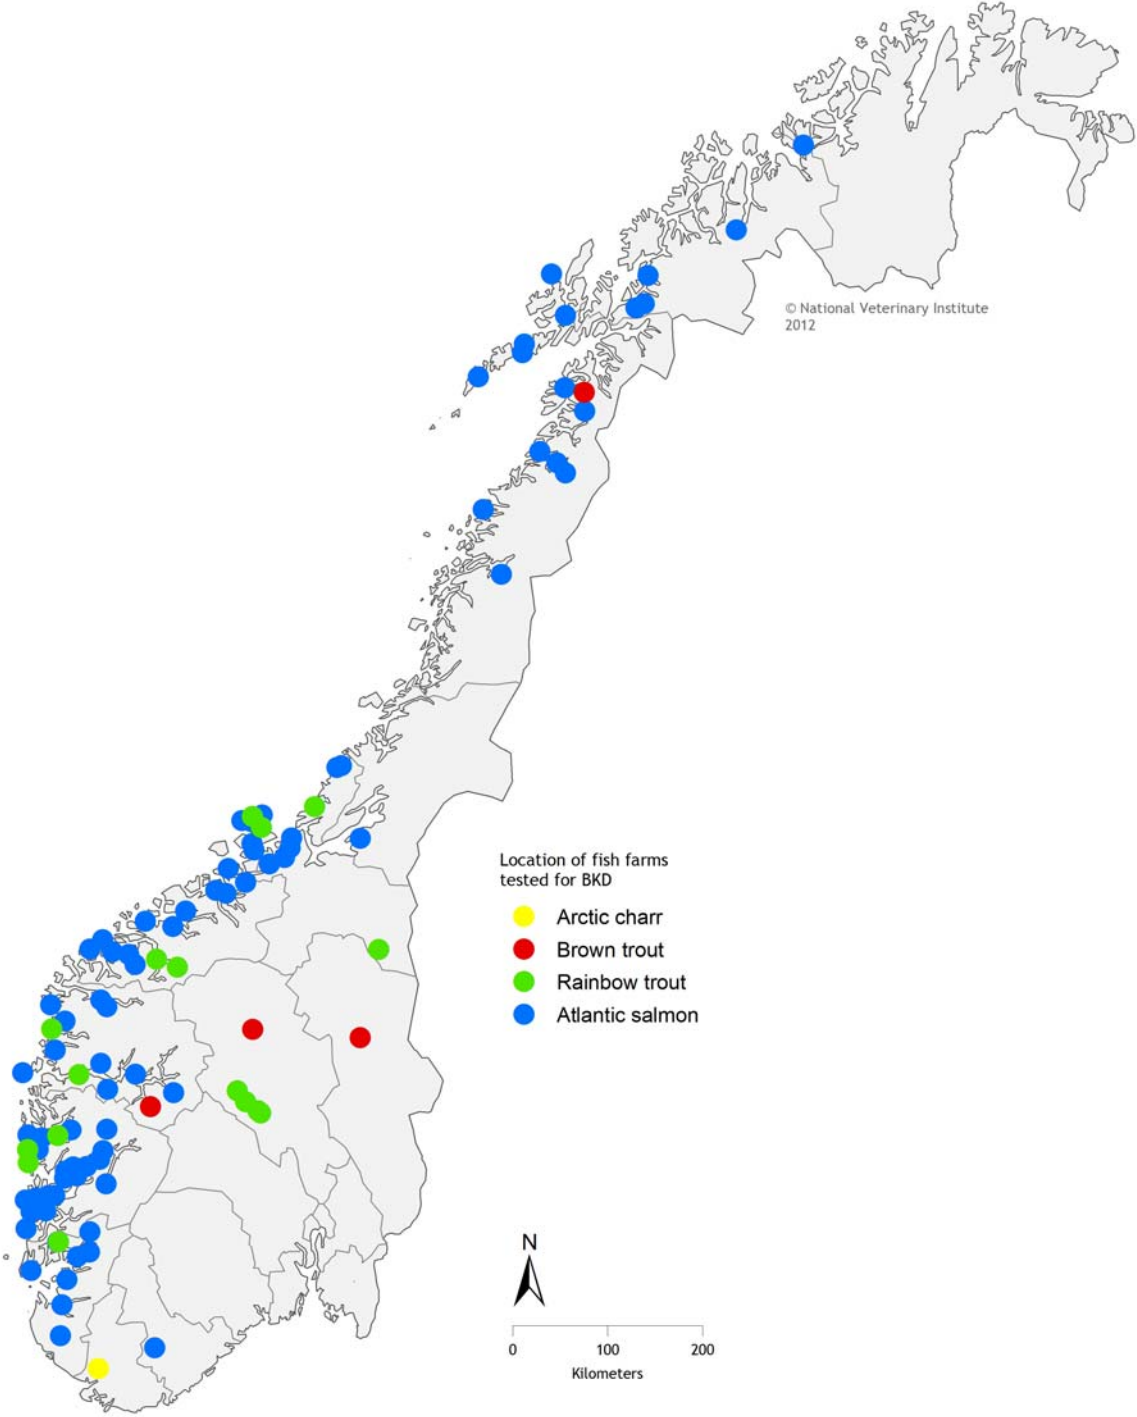 © National Veterinary Institute
2012
Location of fish farms
tested for BKD
Arctic charr
Brown trout
Rainbow trout
Atlantic salmon
N
0 100 200
Kilometers